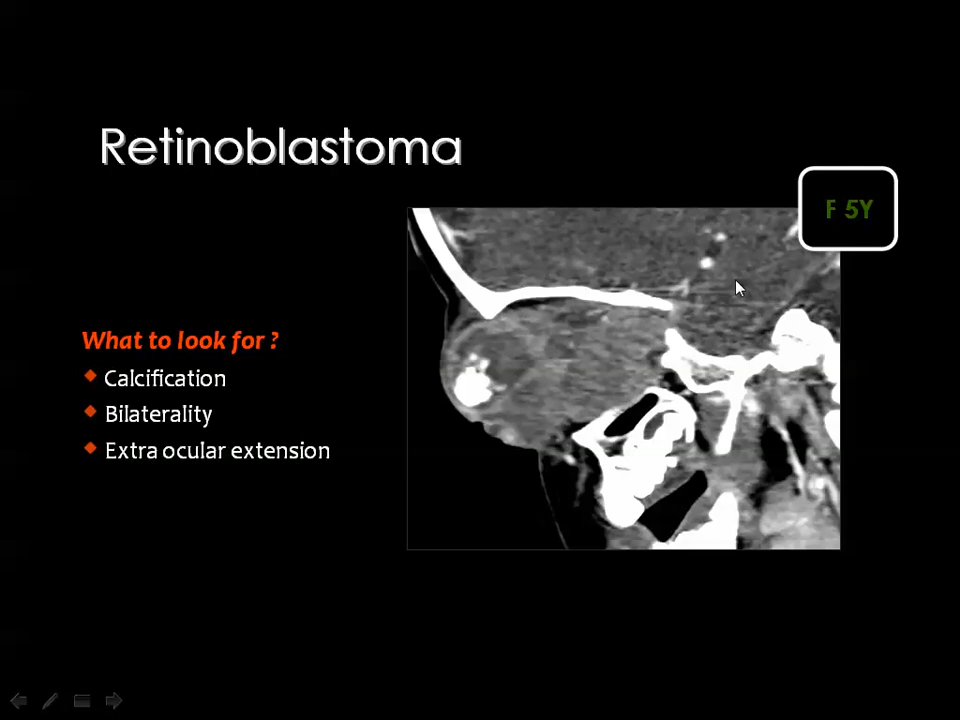 Retinoblastoma
F 5Y
What to look for ?
Calcification
Bilaterality
Extra ocular extension